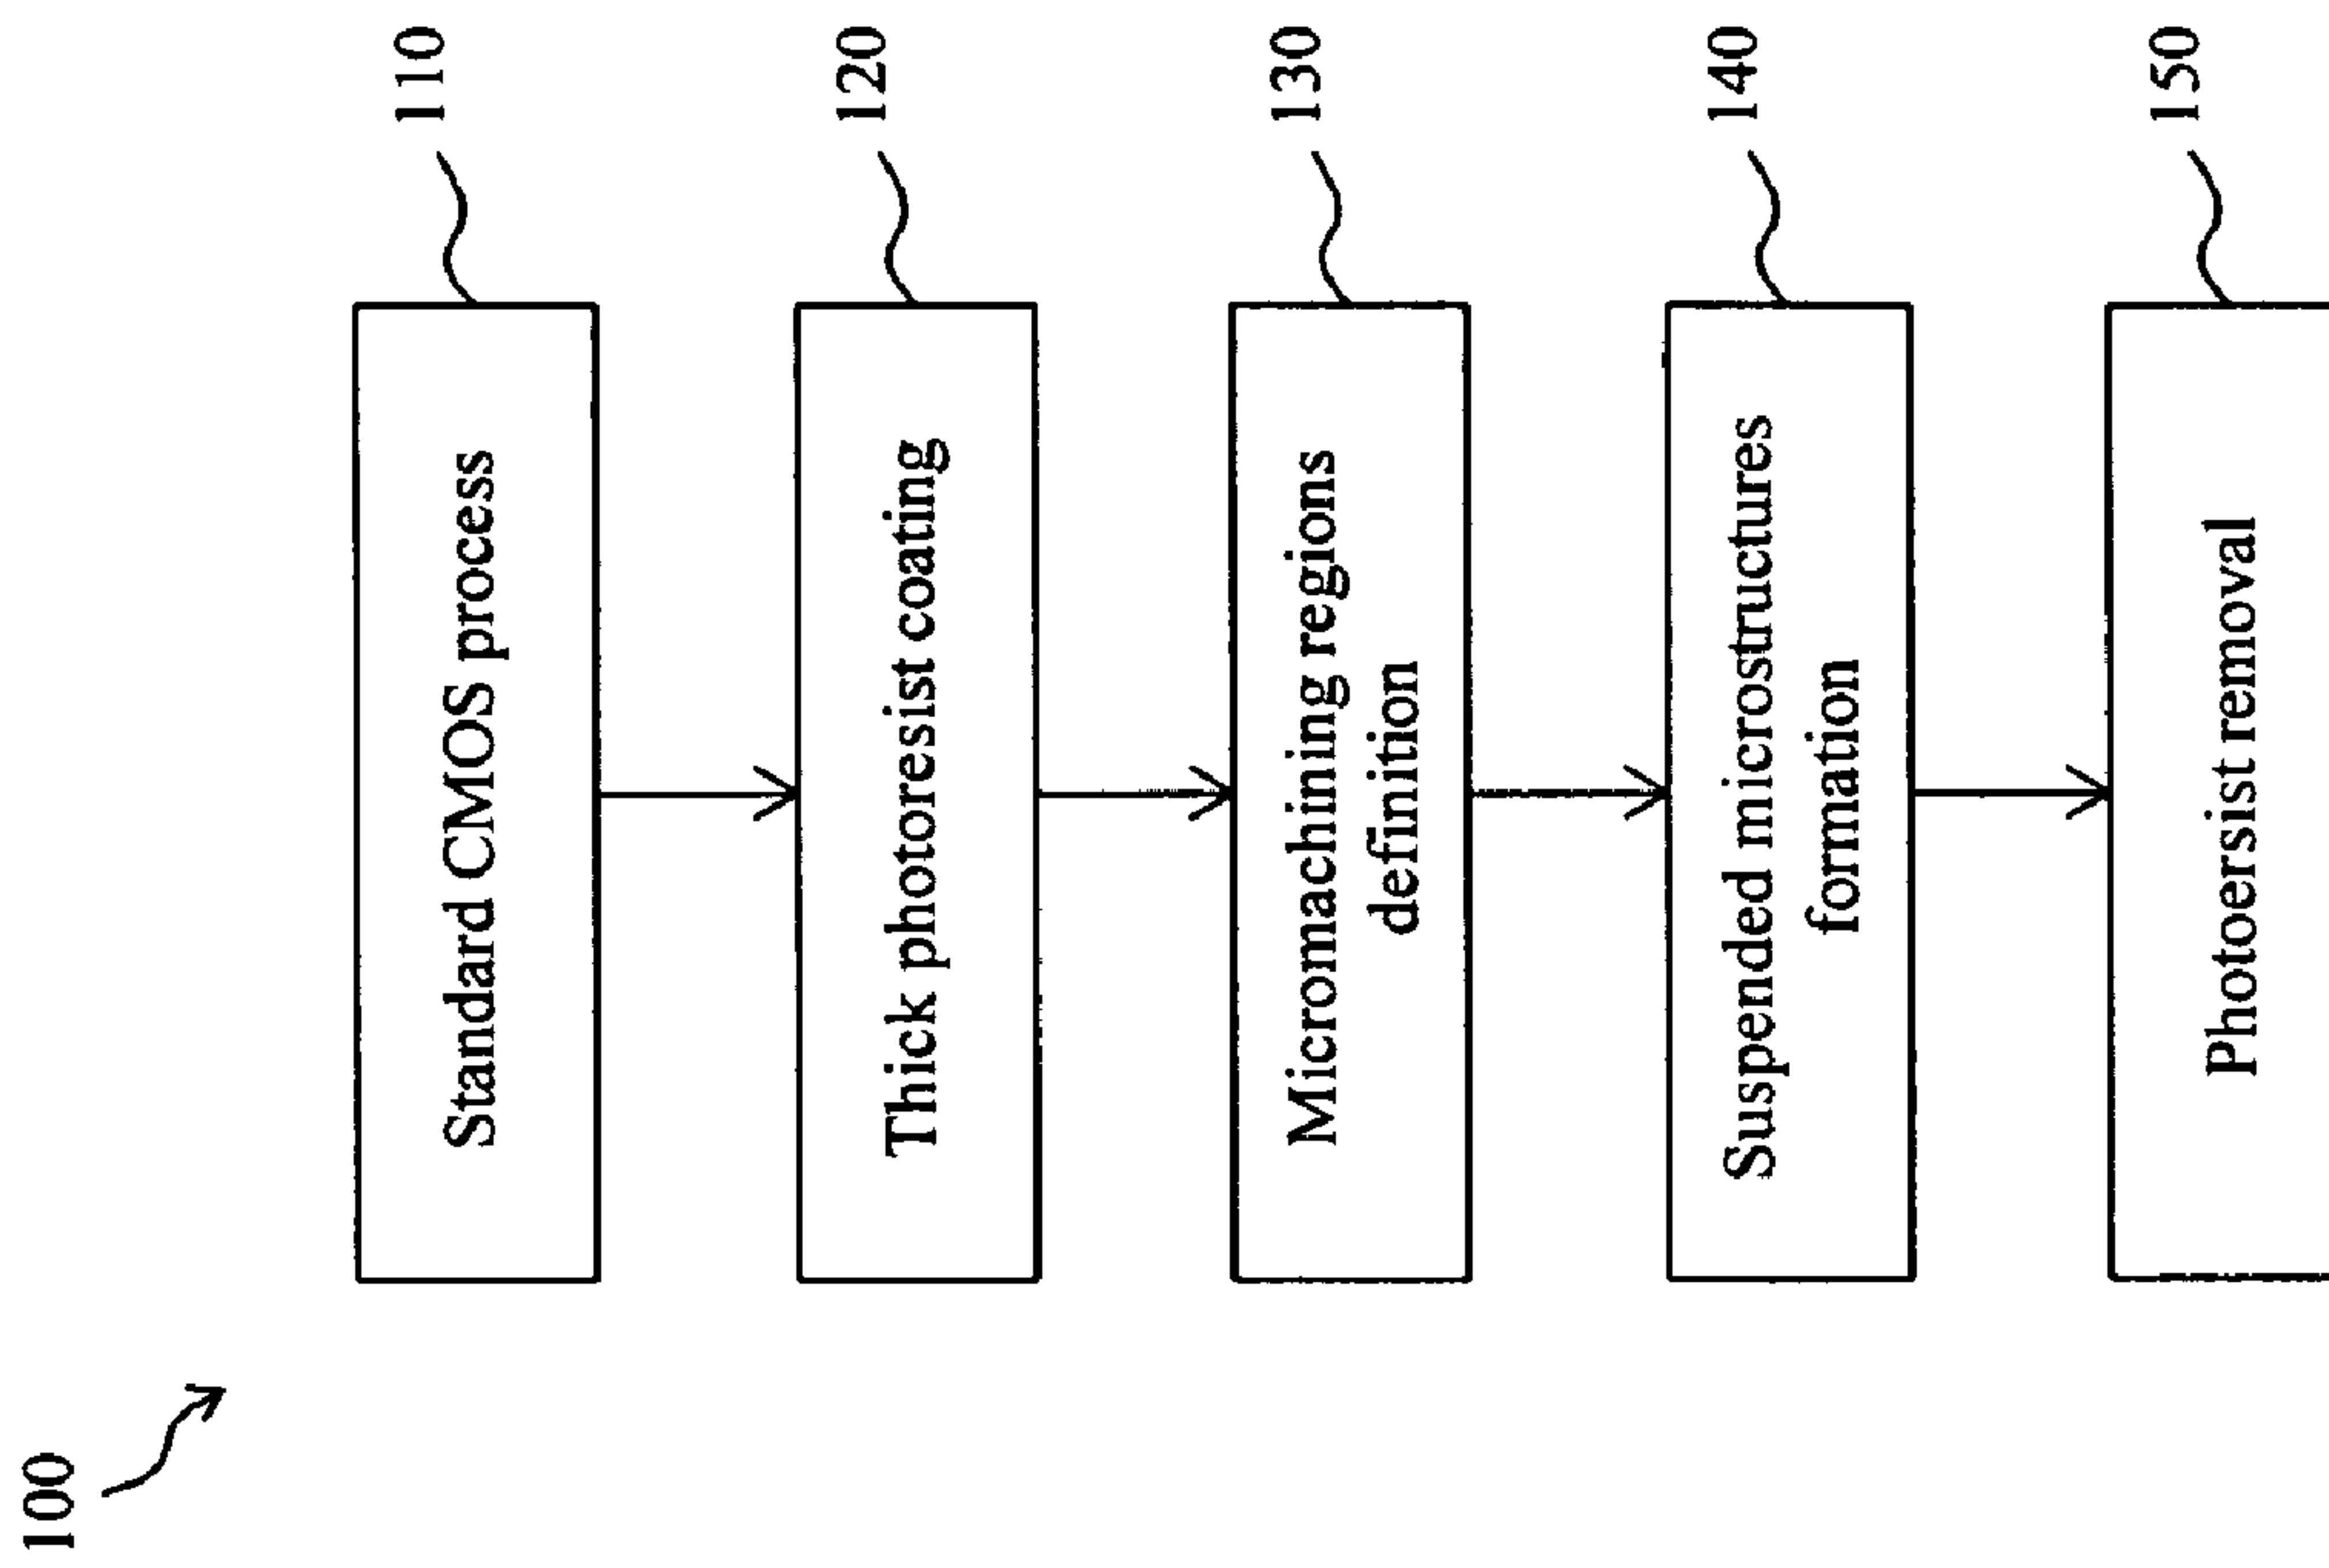 100
Standard CMOS process
110
Thick photoresist coating
120
Micromachining regions
definition
130
Suspended microstructures
formation
140
Photoersist removal
150